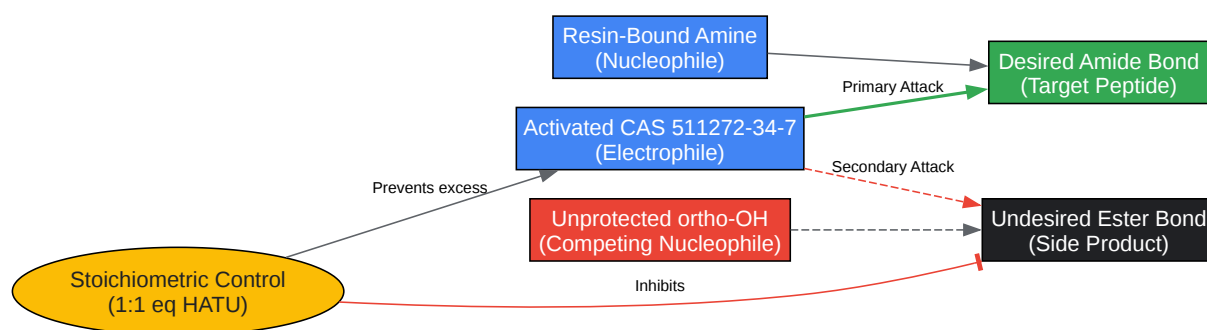 Resin-Bound Amine
(Nucleophile)
Desired Amide Bond
(Target Peptide)
Primary Attack
Activated CAS 511272-34-7
(Electrophile)
Secondary Attack
Prevents excess
Unprotected ortho-OH
(Competing Nucleophile)
Undesired Ester Bond
(Side Product)
Stoichiometric Control
(1:1 eq HATU)
Inhibits